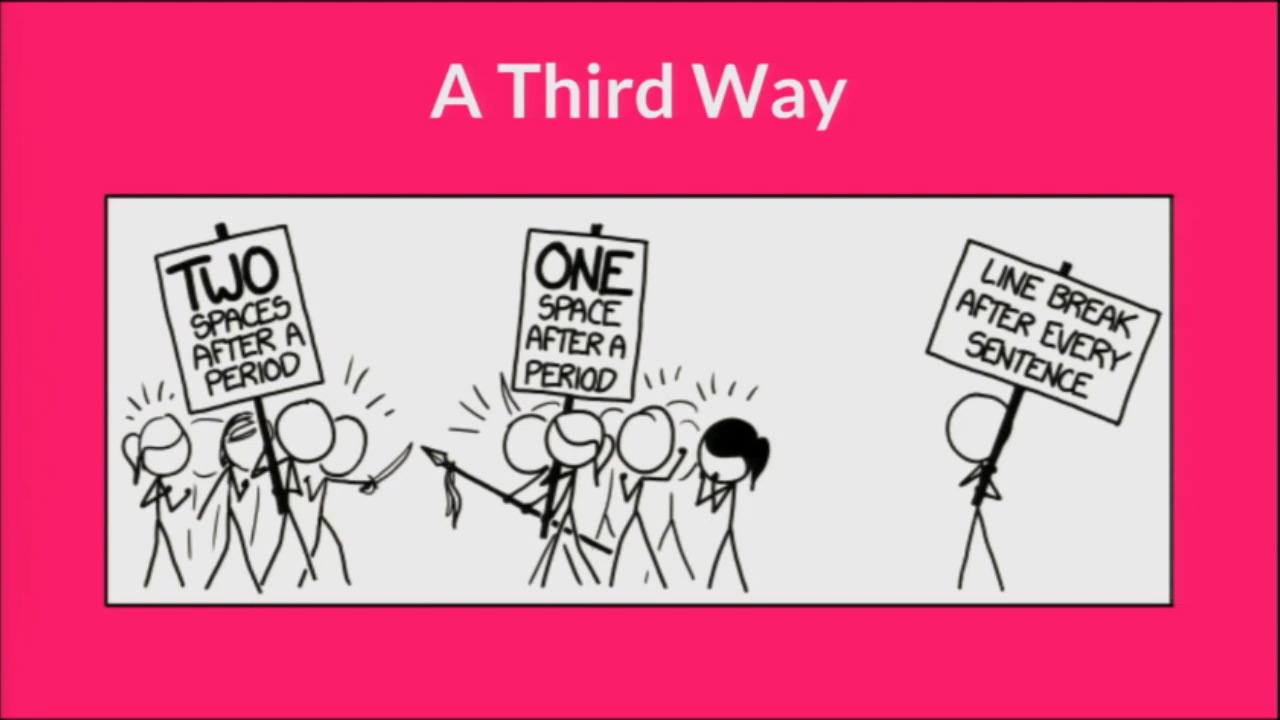 A Third Way
TWO
SPACES
AFTER A
PERIOD
ONE
SPACE
AFTER A
PERIOD
LINE BREAK
AFTER EVERY
SENTENCE